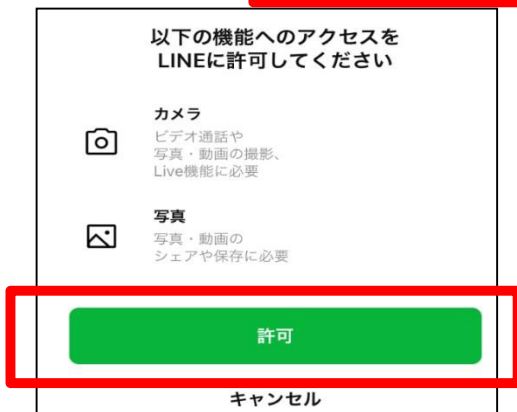 以下の機能へのアクセスを
LINEに許可してください
カメラ
ビデオ通話や
写真・動画の撮影、
Live機能に必要
写真
写真・動画の
シェアや保存に必要
許可
キャンセル